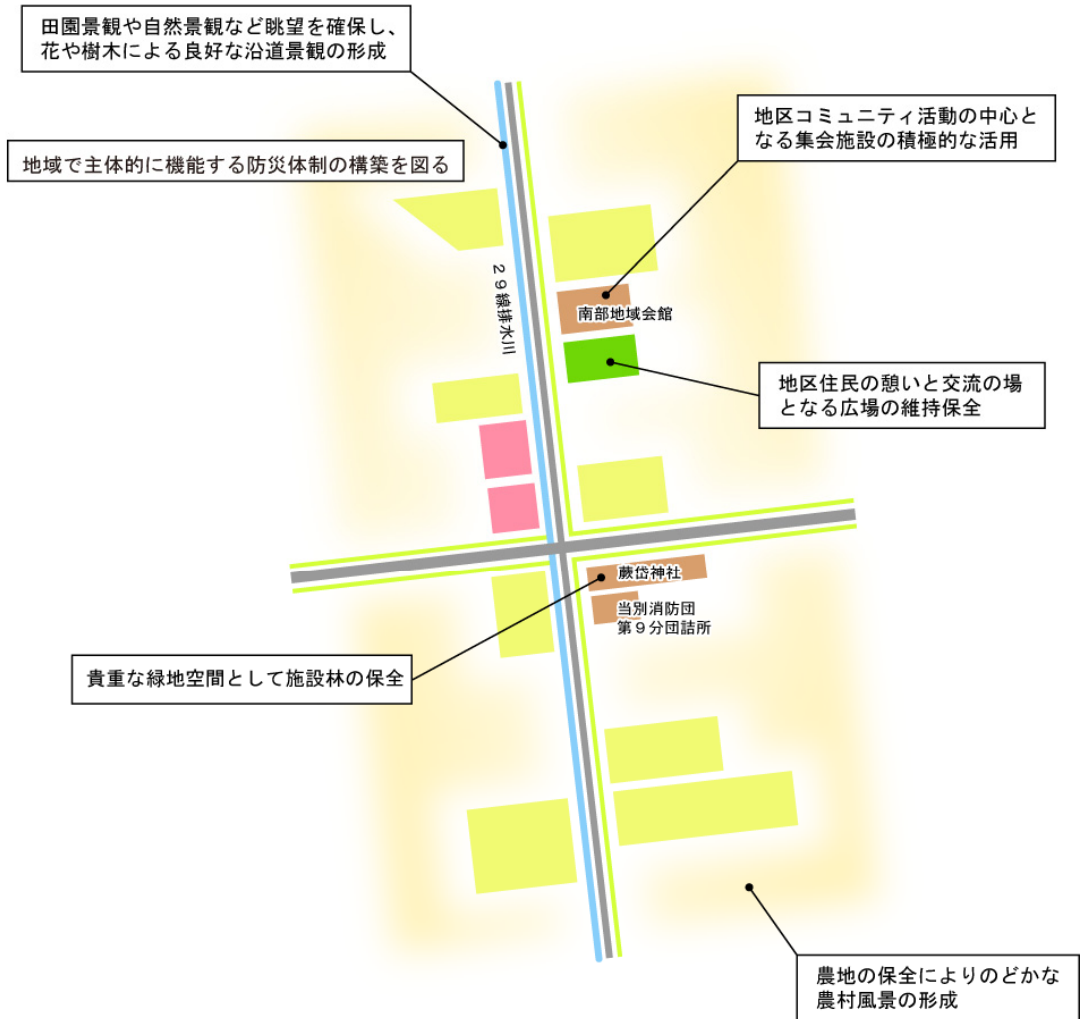 田園景観や自然景観など眺望を確保し、
花や樹木による良好な沿道景観の形成
地区コミュニティ活動の中心と
なる集会施設の積極的な活用
地域で主体的に機能する防災体制の構築を図る
２９線排水川
南部地域会館
地区住民の憩いと交流の場
となる広場の維持保全
蕨岱神社
当別消防団
第９分団詰所
貴重な緑地空間として施設林の保全
農地の保全によりのどかな
農村風景の形成